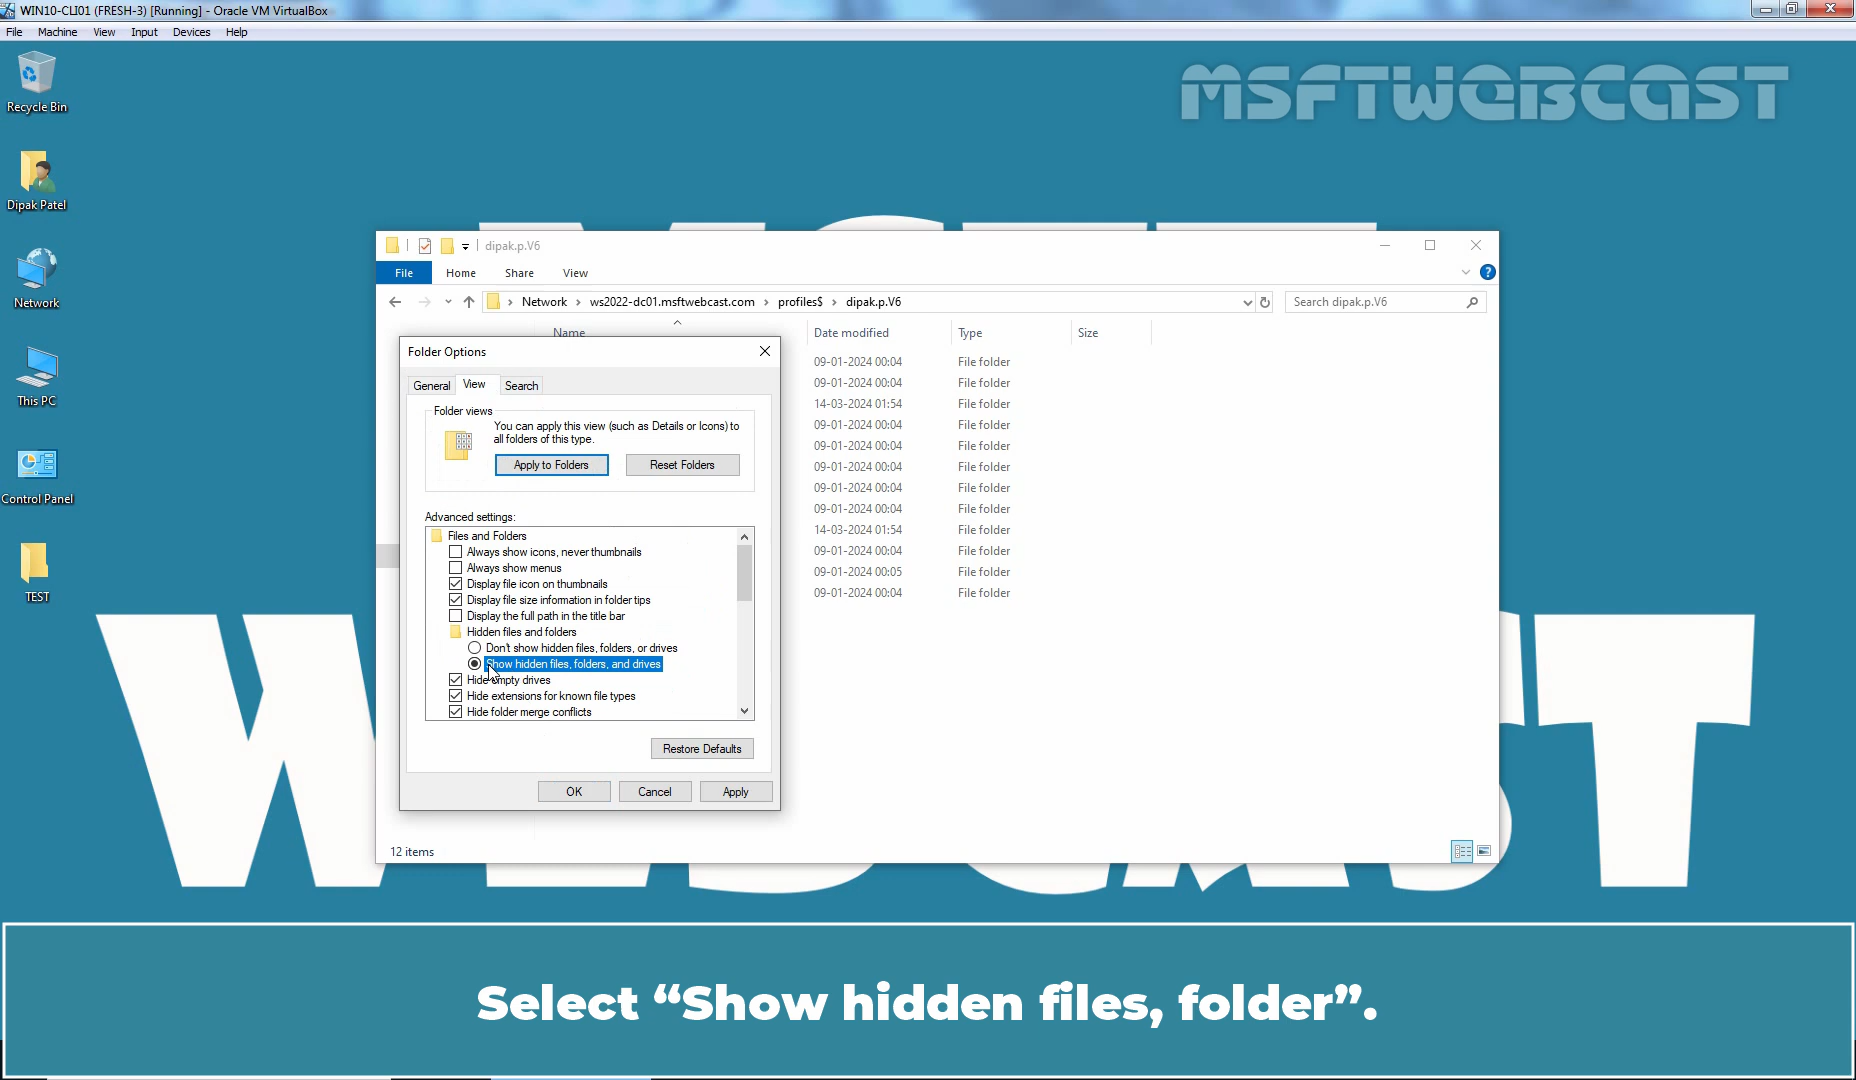 WIN10-CLI01 (FRESH-3) [Running] - Oracle VM VirtualBox
File Machine View Input Devices Help
MSFTWEBCAST
Recycle Bin
Dipak Patel
Network
This PC
Control Panel
TEST
dipak.p.V6
File Home Share View
Network › ws2022-dc01.msftwebcast.com › profiles$ › dipak.p.V6
Search dipak.p.V6
Name Date modified Type Size
09-01-2024 00:04 File folder
09-01-2024 00:04 File folder
14-03-2024 01:54 File folder
09-01-2024 00:04 File folder
09-01-2024 00:04 File folder
09-01-2024 00:04 File folder
09-01-2024 00:04 File folder
09-01-2024 00:04 File folder
14-03-2024 01:54 File folder
09-01-2024 00:04 File folder
09-01-2024 00:05 File folder
09-01-2024 00:04 File folder
12 items
Folder Options
General View Search
Folder views
You can apply this view (such as Details or Icons) to
all folders of this type.
Apply to Folders Reset Folders
Advanced settings:
Files and Folders
Always show icons, never thumbnails
Always show menus
Display file icon on thumbnails
Display file size information in folder tips
Display the full path in the title bar
Hidden files and folders
Don't show hidden files, folders, or drives
Show hidden files, folders, and drives
Hide empty drives
Hide extensions for known file types
Hide folder merge conflicts
Restore Defaults
OK Cancel Apply
Select “Show hidden files, folder”.